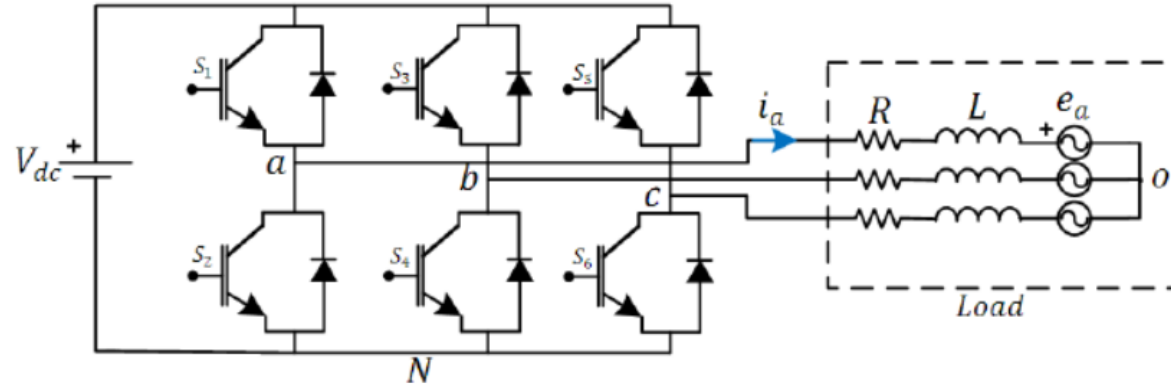 S₁
S₃
S₅
i_a
R
L
e_a
+
+
V_dc
a
b
c
o
S₂
S₄
S₆
Load
N